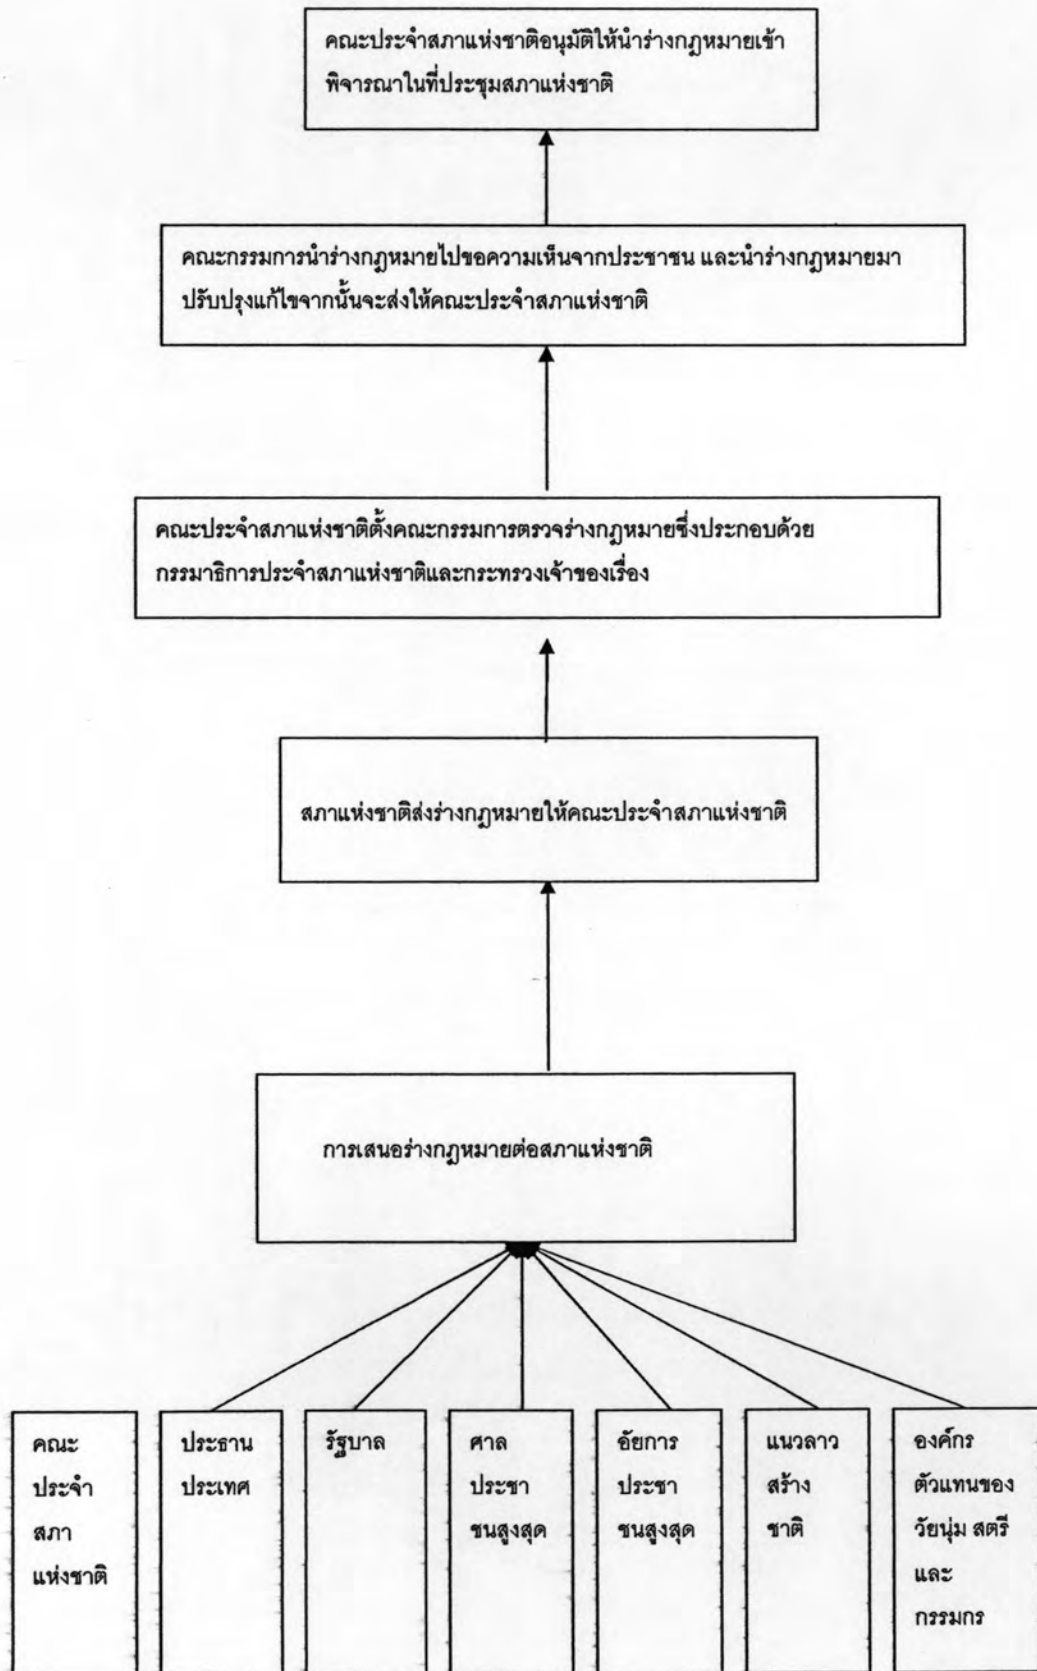 คณะประจำสภาแห่งชาติอนุมัติให้นำร่างกฎหมายเข้า
พิจารณาในที่ประชุมสภาแห่งชาติ
คณะกรรมการนำร่างกฎหมายไปขอความเห็นจากประชาชน และนำร่างกฎหมายมา
ปรับปรุงแก้ไขจากนั้นจะส่งให้คณะประจำสภาแห่งชาติ
คณะประจำสภาแห่งชาติตั้งคณะกรรมการตรวจร่างกฎหมายซึ่งประกอบด้วย
กรรมาธิการประจำสภาแห่งชาติและกระทรวงเจ้าของเรื่อง
สภาแห่งชาติส่งร่างกฎหมายให้คณะประจำสภาแห่งชาติ
การเสนอร่างกฎหมายต่อสภาแห่งชาติ
คณะ
ประจำ
สภา
แห่งชาติ
ประธาน
ประเทศ
รัฐบาล
ศาล
ประชา
ชนสูงสุด
อัยการ
ประชา
ชนสูงสุด
แนวลาว
สร้าง
ชาติ
องค์กร
ตัวแทนของ
วัยนุ่ม สตรี
และ
กรรมกร